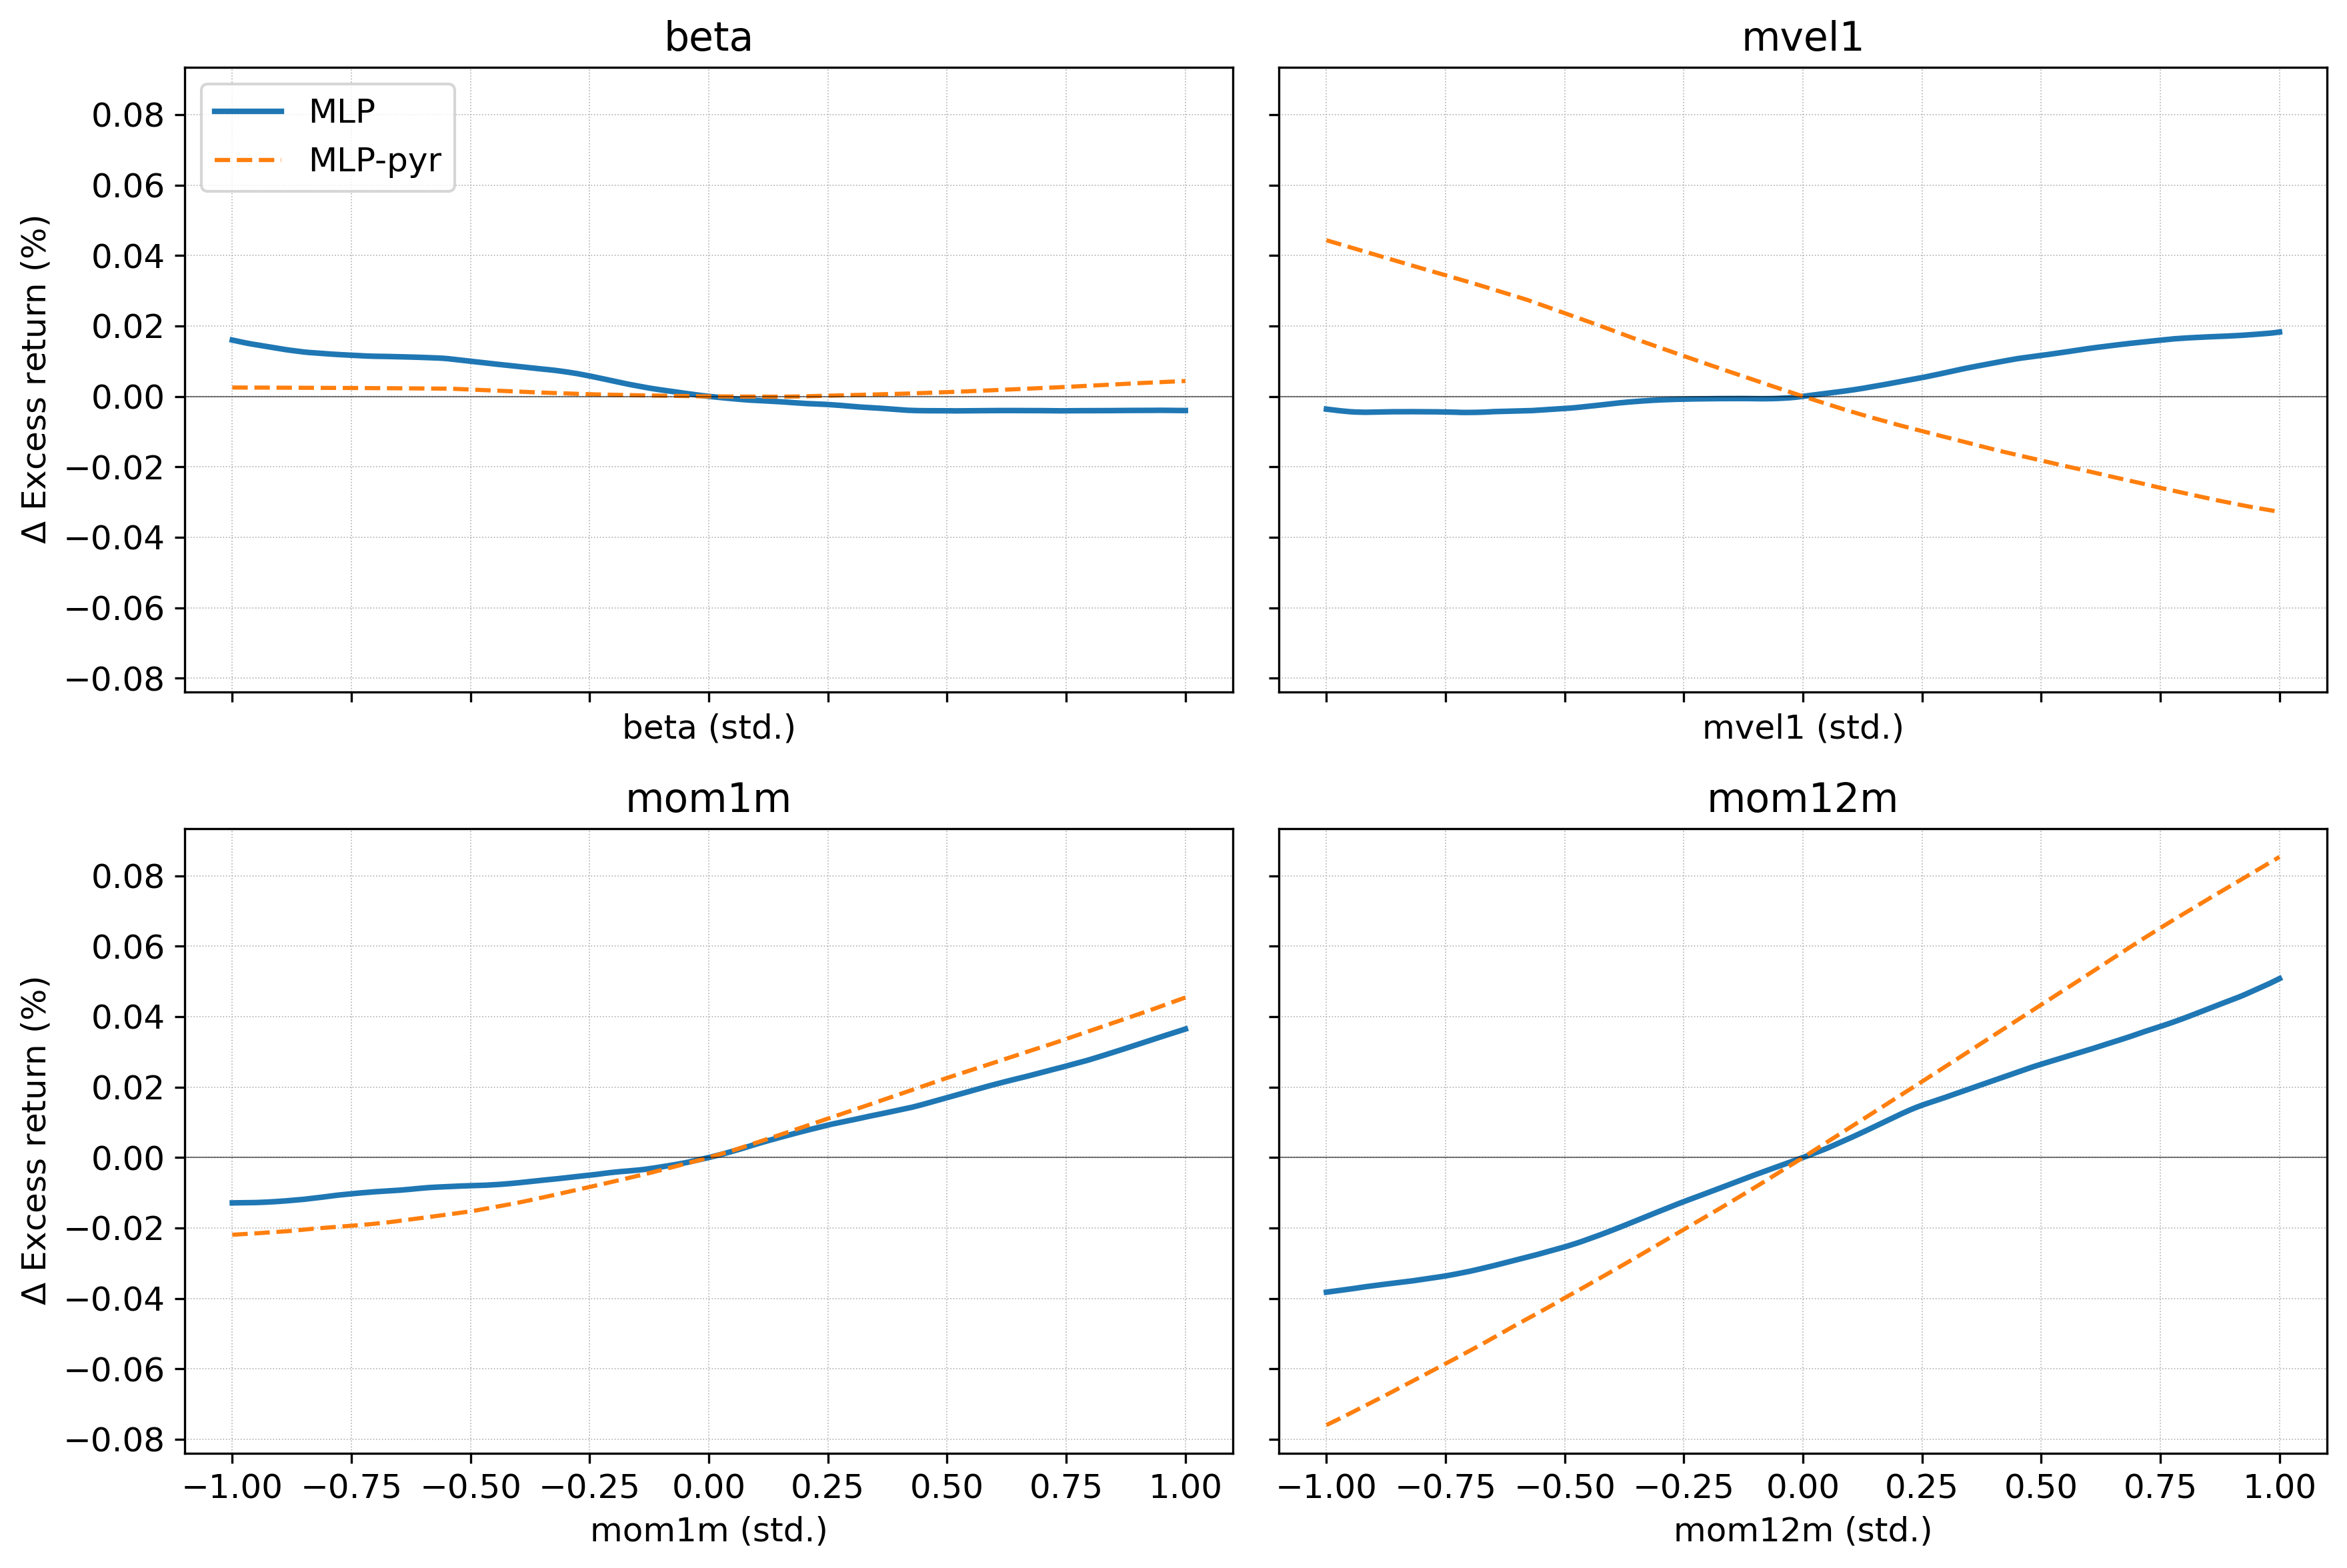 beta
mvel1
MLP
MLP-pyr
0.08
0.06
0.04
0.02
0.00
−0.02
−0.04
−0.06
−0.08
Δ Excess return (%)
beta (std.)
mvel1 (std.)
mom1m
mom12m
0.08
0.06
0.04
0.02
0.00
−0.02
−0.04
−0.06
−0.08
Δ Excess return (%)
−1.00 −0.75 −0.50 −0.25 0.00 0.25 0.50 0.75 1.00
−1.00 −0.75 −0.50 −0.25 0.00 0.25 0.50 0.75 1.00
mom1m (std.)
mom12m (std.)